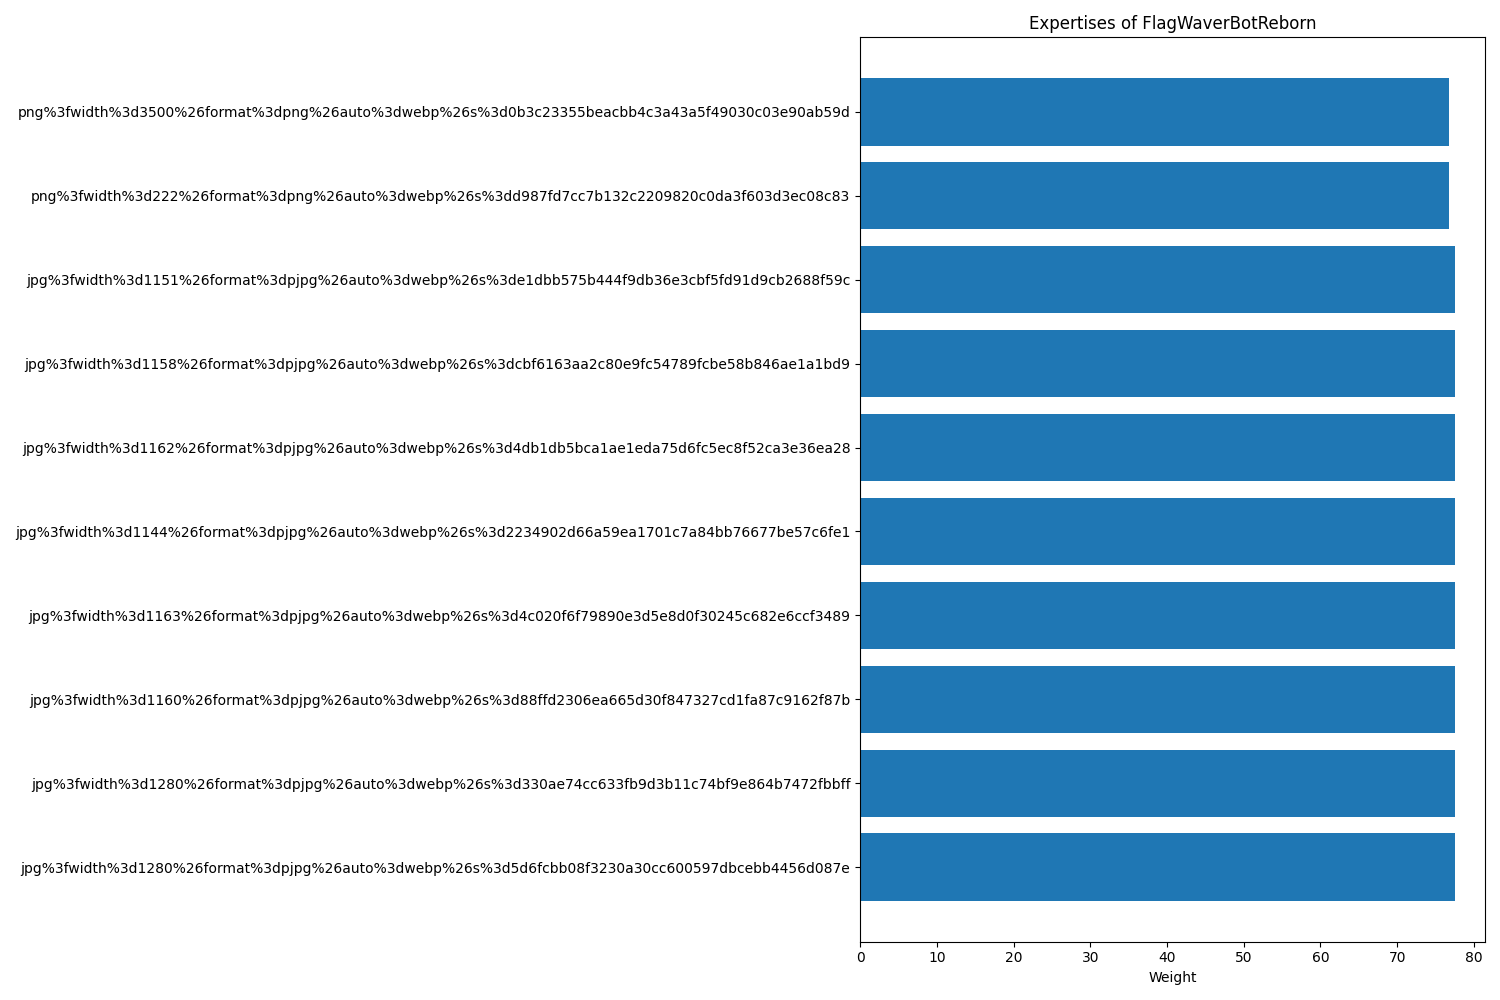 Expertises of FlagWaverBotReborn
png%3fwidth%3d3500%26format%3dpng%26auto%3dwebp%26s%3d0b3c23355beacbb4c3a43a5f49030c03e90ab59d
png%3fwidth%3d222%26format%3dpng%26auto%3dwebp%26s%3dd987fd7cc7b132c2209820c0da3f603d3ec08c83
jpg%3fwidth%3d1151%26format%3dpjpg%26auto%3dwebp%26s%3de1dbb575b444f9db36e3cbf5fd91d9cb2688f59c
jpg%3fwidth%3d1158%26format%3dpjpg%26auto%3dwebp%26s%3dcbf6163aa2c80e9fc54789fcbe58b846ae1a1bd9
jpg%3fwidth%3d1162%26format%3dpjpg%26auto%3dwebp%26s%3d4db1db5bca1ae1eda75d6fc5ec8f52ca3e36ea28
jpg%3fwidth%3d1144%26format%3dpjpg%26auto%3dwebp%26s%3d2234902d66a59ea1701c7a84bb76677be57c6fe1
jpg%3fwidth%3d1163%26format%3dpjpg%26auto%3dwebp%26s%3d4c020f6f79890e3d5e8d0f30245c682e6ccf3489
jpg%3fwidth%3d1160%26format%3dpjpg%26auto%3dwebp%26s%3d88ffd2306ea665d30f847327cd1fa87c9162f87b
jpg%3fwidth%3d1280%26format%3dpjpg%26auto%3dwebp%26s%3d330ae74cc633fb9d3b11c74bf9e864b7472fbbff
jpg%3fwidth%3d1280%26format%3dpjpg%26auto%3dwebp%26s%3d5d6fcbb08f3230a30cc600597dbcebb4456d087e
0 10 20 30 40 50 60 70 80
Weight